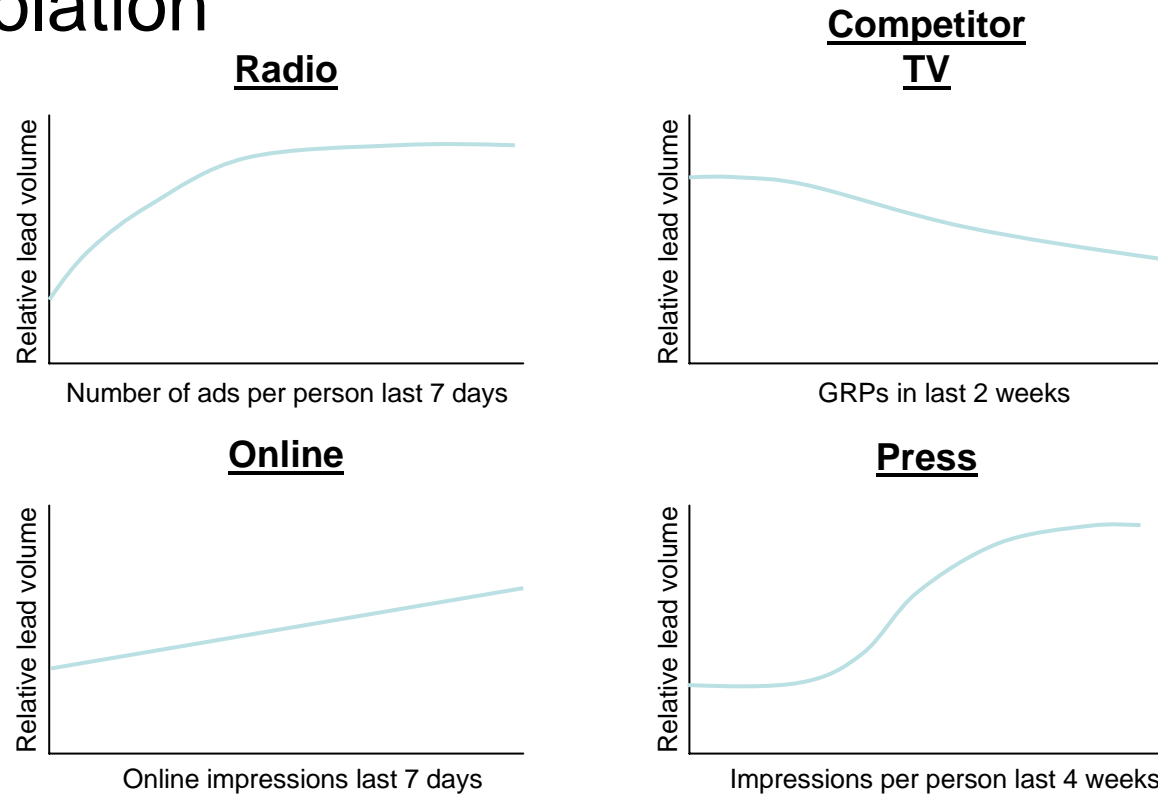 Radio
Relative lead volume
Number of ads per person last 7 days
Competitor
TV
Relative lead volume
GRPs in last 2 weeks
Online
Relative lead volume
Online impressions last 7 days
Press
Relative lead volume
Impressions per person last 4 weeks